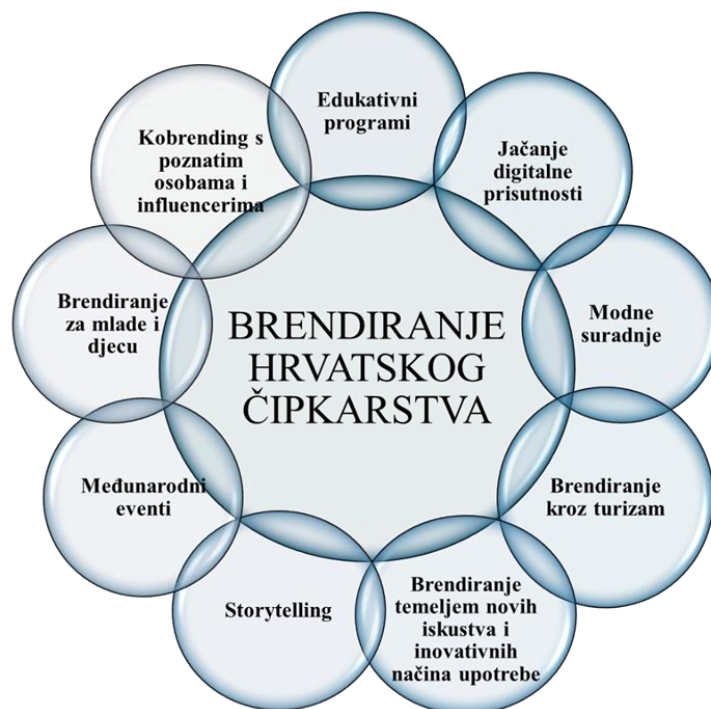 BRENDIRANJE
HRVATSKOG
ČIPKARSTVA
Edukativni
programi
Jačanje
digitalne
prisutnosti
Modne
suradnje
Brendiranje
kroz turizam
Brendiranje
temeljem novih
iskustva i
inovativnih
načina upotrebe
Storytelling
Međunarodni
eventi
Brendiranje
za mlade i
djecu
Kobrending s
poznatim
osobama i
influencerima